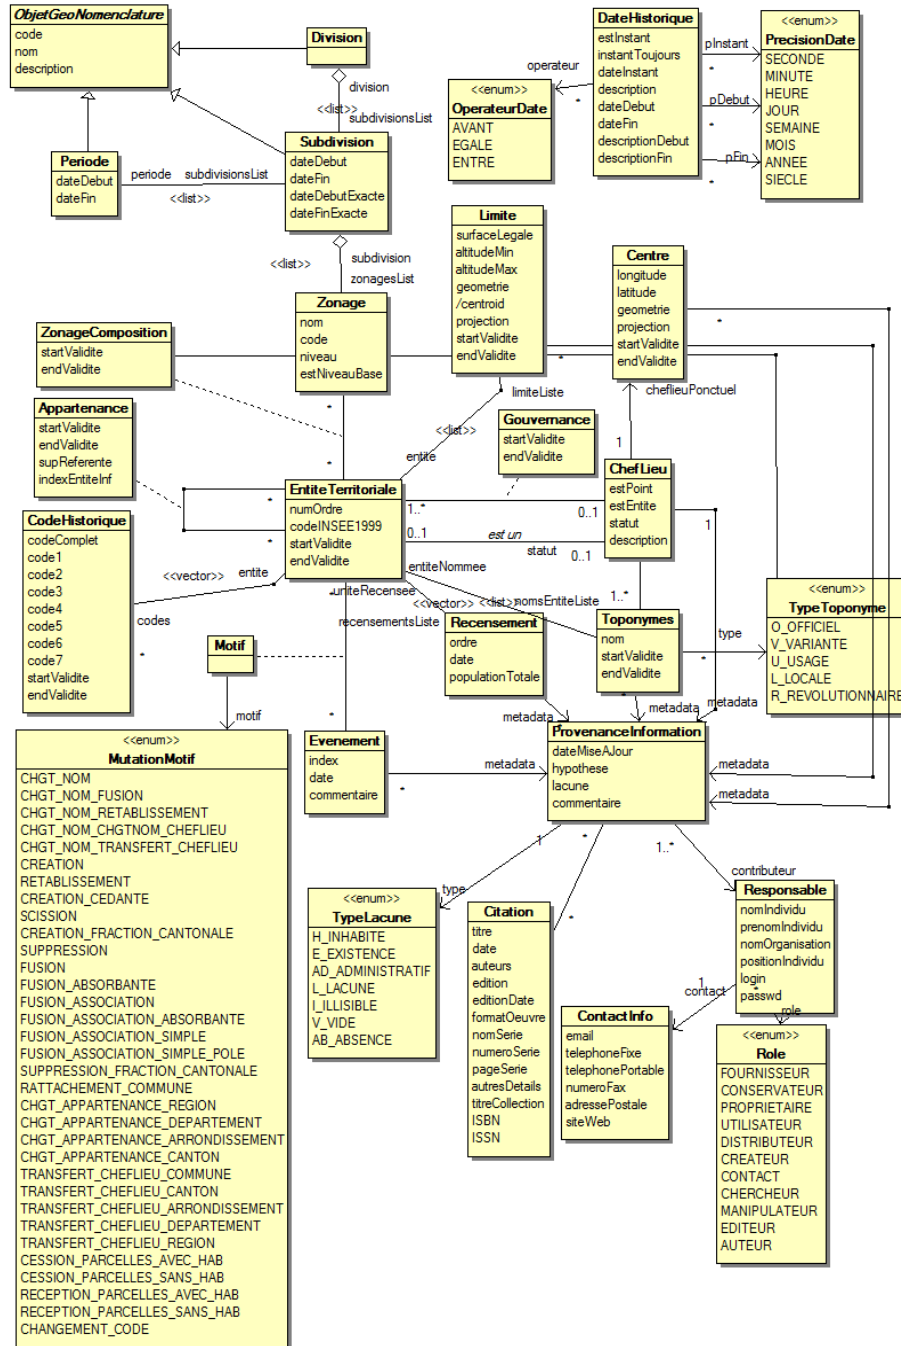 ObjetGeoNomenclature
code
nom
description
Division
division
<<list>>
subdivisionsList
Subdivision
dateDebut
dateFin
dateDebutExacte
dateFinExacte
Periode
dateDebut
dateFin
periode
subdivisionsList
<<list>>
DateHistorique
estInstant
instantToujours
dateInstant
description
dateDebut
dateFin
descriptionDebut
descriptionFin
operateur
*
<<enum>>
OperateurDate
AVANT
EGALE
ENTRE
pInstant
*
pDebut
*
pFin
*
<<enum>>
PrecisionDate
SECONDE
MINUTE
HEURE
JOUR
SEMAINE
MOIS
ANNEE
SIECLE
subdivision
<<list>>
zonagesList
Limite
surfaceLegale
altitudeMin
altitudeMax
geometrie
/centroid
projection
startValidite
endValidite
Centre
longitude
latitude
geometrie
projection
startValidite
endValidite
*
*
Zonage
nom
code
niveau
estNiveauBase
ZonageComposition
startValidite
endValidite
*
*
limiteListe
<<list>>
entite
cheflieuPonctuel
1
Appartenance
startValidite
endValidite
supReferente
indexEntiteInf
*
*
Gouvernance
startValidite
endValidite
EntiteTerritoriale
numOrdre
codeINSEE1999
startValidite
endValidite
1..*
0..1
0..1
est un
statut
0..1
ChefLieu
estPoint
estEntite
statut
description
1
1..*
CodeHistorique
codeComplet
code1
code2
code3
code4
code5
code6
code7
startValidite
endValidite
<<vector>>
entite
codes
*
entiteNommee
uniteRecensee
<<vector>>
<<list>>
nomsEntiteListe
recensementsListe
Recensement
ordre
date
populationTotale
Toponymes
nom
startValidite
endValidite
type
*
<<enum>>
TypeToponyme
O_OFFICIEL
V_VARIANTE
U_USAGE
L_LOCALE
R_REVOLUTIONNAIRE
Motif
motif
*
metadata
*
metadata
metadata
Evenement
index
date
commentaire
metadata
*
*
ProvenanceInformation
dateMiseAJour
hypothese
lacune
commentaire
metadata
metadata
<<enum>>
MutationMotif
CHGT_NOM
CHGT_NOM_FUSION
CHGT_NOM_RETABLISSEMENT
CHGT_NOM_CHGTNOM_CHEFLIEU
CHGT_NOM_TRANSFERT_CHEFLIEU
CREATION
RETABLISSEMENT
CREATION_CEDANTE
SCISSION
CREATION_FRACTION_CANTONALE
SUPPRESSION
FUSION
FUSION_ABSORBANTE
FUSION_ASSOCIATION
FUSION_ASSOCIATION_ABSORBANTE
FUSION_ASSOCIATION_SIMPLE
FUSION_ASSOCIATION_SIMPLE_POLE
SUPPRESSION_FRACTION_CANTONALE
RATTACHEMENT_COMMUNE
CHGT_APPARTENANCE_REGION
CHGT_APPARTENANCE_DEPARTEMENT
CHGT_APPARTENANCE_ARRONDISSEMENT
CHGT_APPARTENANCE_CANTON
TRANSFERT_CHEFLIEU_COMMUNE
TRANSFERT_CHEFLIEU_CANTON
TRANSFERT_CHEFLIEU_ARRONDISSEMENT
TRANSFERT_CHEFLIEU_DEPARTEMENT
TRANSFERT_CHEFLIEU_REGION
CESSION_PARCELLES_AVEC_HAB
CESSION_PARCELLES_SANS_HAB
RECEPTION_PARCELLES_AVEC_HAB
RECEPTION_PARCELLES_SANS_HAB
CHANGEMENT_CODE
1
type
*
*
1..*
contributeur
<<enum>>
TypeLacune
H_INHABITE
E_EXISTENCE
AD_ADMINISTRATIF
L_LACUNE
I_ILLISIBLE
V_VIDE
AB_ABSENCE
Citation
titre
date
auteurs
edition
editionDate
formatOeuvre
nomSerie
numeroSerie
pageSerie
autresDetails
titreCollection
ISBN
ISSN
Responsable
nomIndividu
prenomIndividu
nomOrganisation
positionIndividu
login
passwd
1
contact
*
role
ContactInfo
email
telephoneFixe
telephonePortable
numeroFax
adressePostale
siteWeb
<<enum>>
Role
FOURNISSEUR
CONSERVATEUR
PROPRIETAIRE
UTILISATEUR
DISTRIBUTEUR
CREATEUR
CONTACT
CHERCHEUR
MANIPULATEUR
EDITEUR
AUTEUR